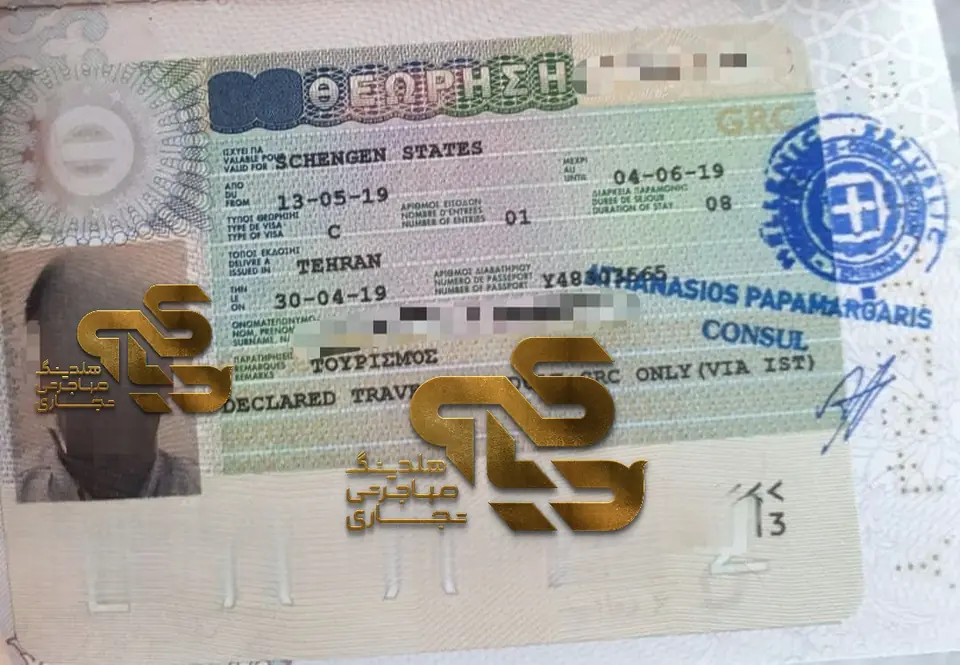 ΘΕΩΡΗΣΗ
GRC
ΙΣΧΥΕΙ ΓΙΑ
VALABLE POUR
VALID FOR
SCHENGEN STATES
ΑΠΟ
DU
FROM
13-05-19
ΜΕΧΡΙ
AU
UNTIL
04-06-19
ΤΥΠΟΣ ΘΕΩΡΗΣΗΣ
TYPE DE VISA
TYPE OF VISA
C
ΑΡΙΘΜΟΣ ΕΙΣΟΔΩΝ
NOMBRE D'ENTREES
NUMBER OF ENTRIES
01
ΔΙΑΡΚΕΙΑ ΠΑΡΑΜΟΝΗΣ
DUREE DE SEJOUR
DURATION OF STAY
08
ΤΟΠΟΣ ΕΚΔΟΣΗΣ
DELIVRE A
ISSUED IN
TEHRAN
ΤΗΝ
LE
ON
30-04-19
ΑΡΙΘΜΟΣ ΔΙΑΒΑΤΗΡΙΟΥ
NUMERO DE PASSEPORT
NUMBER OF PASSPORT
ATHANASIOS PAPAMARGARIS
CONSUL
ΟΝΟΜΑΤΕΠΩΝΥΜΟ
NOM, PRENOM
SURNAME,
ΠΑΡΑΤΗΡΗΣΕΙΣ
REMARQUES
REMARKS
ΤΟΥΡΙΣΜΟΣ
DECLARED GRC ONLY(VIA IST)
هلدینگ
مهاجرتی
تجاری
هلدینگ
مهاجرتی
تجاری
<<
13